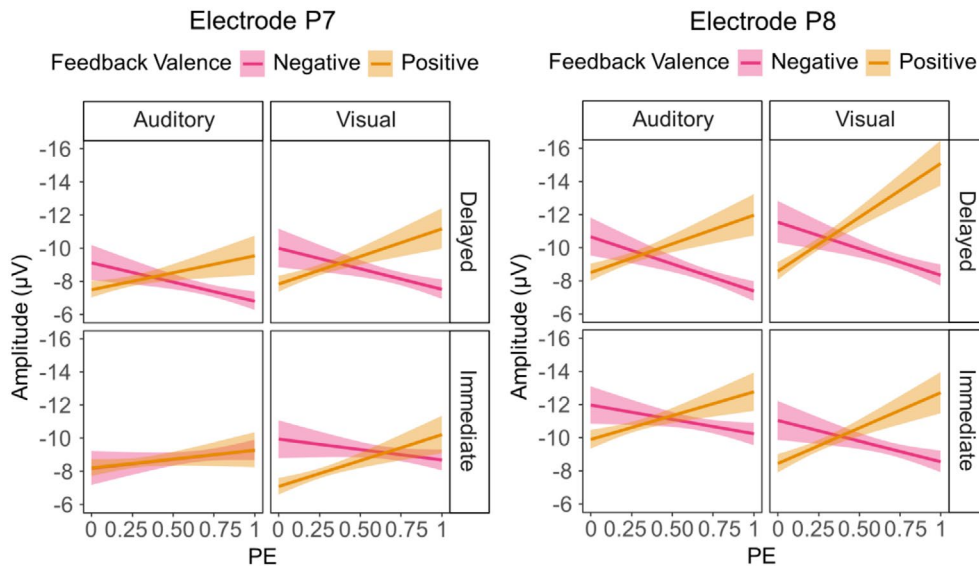 Electrode P7
Feedback Valence Negative Positive
Auditory Visual
-16
-14
-12
-10
-8
-6
Delayed
-16
-14
-12
-10
-8
-6
Immediate
Amplitude (µV)
0 0.25 0.50 0.75 1 0 0.25 0.50 0.75 1
PE
Electrode P8
Feedback Valence Negative Positive
Auditory Visual
-16
-14
-12
-10
-8
-6
Delayed
-16
-14
-12
-10
-8
-6
Immediate
Amplitude (µV)
0 0.25 0.50 0.75 1 0 0.25 0.50 0.75 1
PE